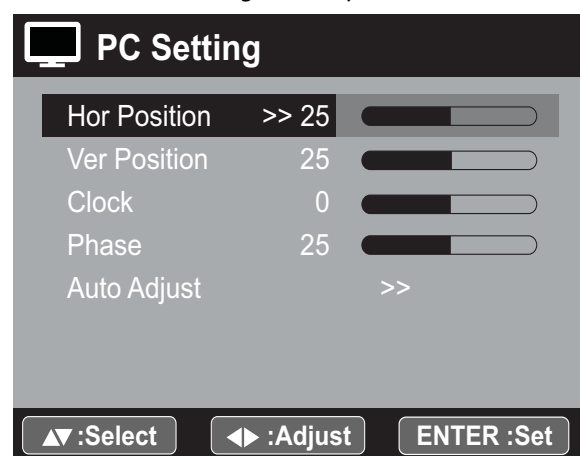 PC Setting
Hor Position >> 25
Ver Position 25
Clock 0
Phase 25
Auto Adjust >>
▲▼ :Select ◀▶ :Adjust ENTER :Set